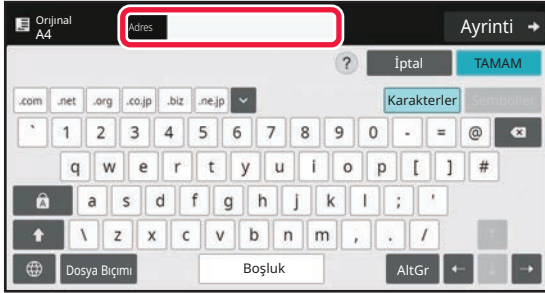 Orijinal
A4
Adres
Ayrinti
?
İptal
TAMAM
.com .net .org .co.jp .biz .ne.jp
Karakterler Semboller
` 1 2 3 4 5 6 7 8 9 0 - = @
q w e r t y u i o p [ ] #
A
a s d f g h j k l ; '
\ z x c v b n m , . /
Dosya Bıçımı
Boşluk
AltGr